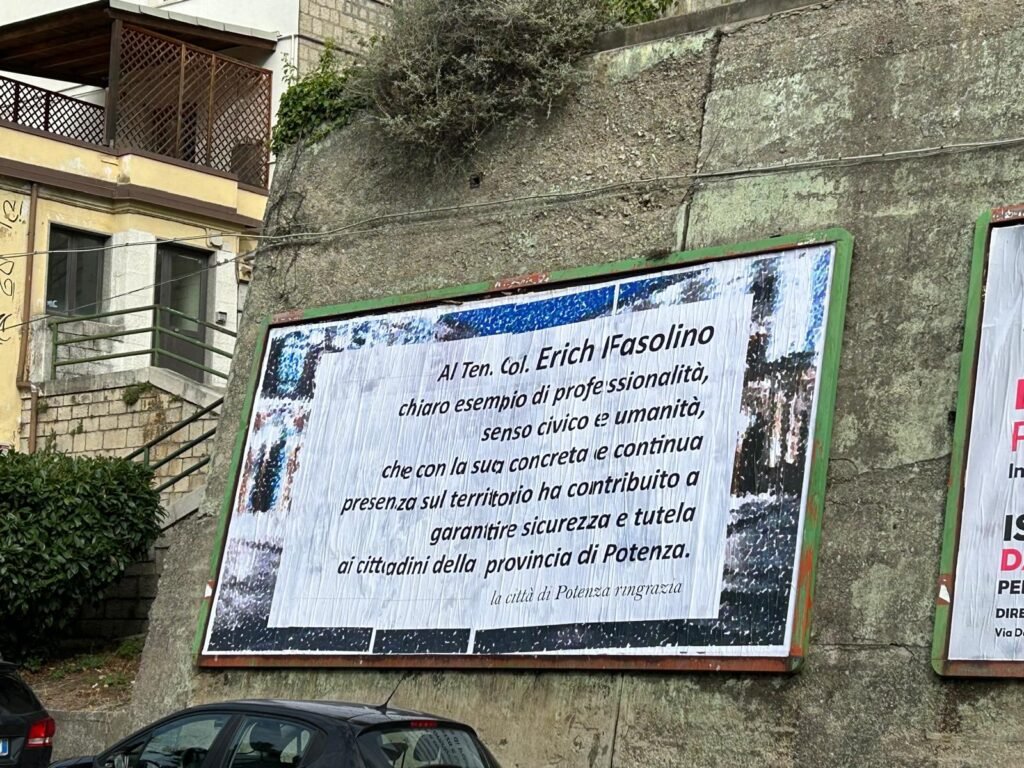 Al Ten. Col. Erich Fasolino
chiaro esempio di professionalità,
senso civico e umanità,
che con la sua concreta e continua
presenza sul territorio ha contribuito a
garantire sicurezza e tutela
ai cittadini della provincia di Potenza.
la città di Potenza ringrazia
DIRE